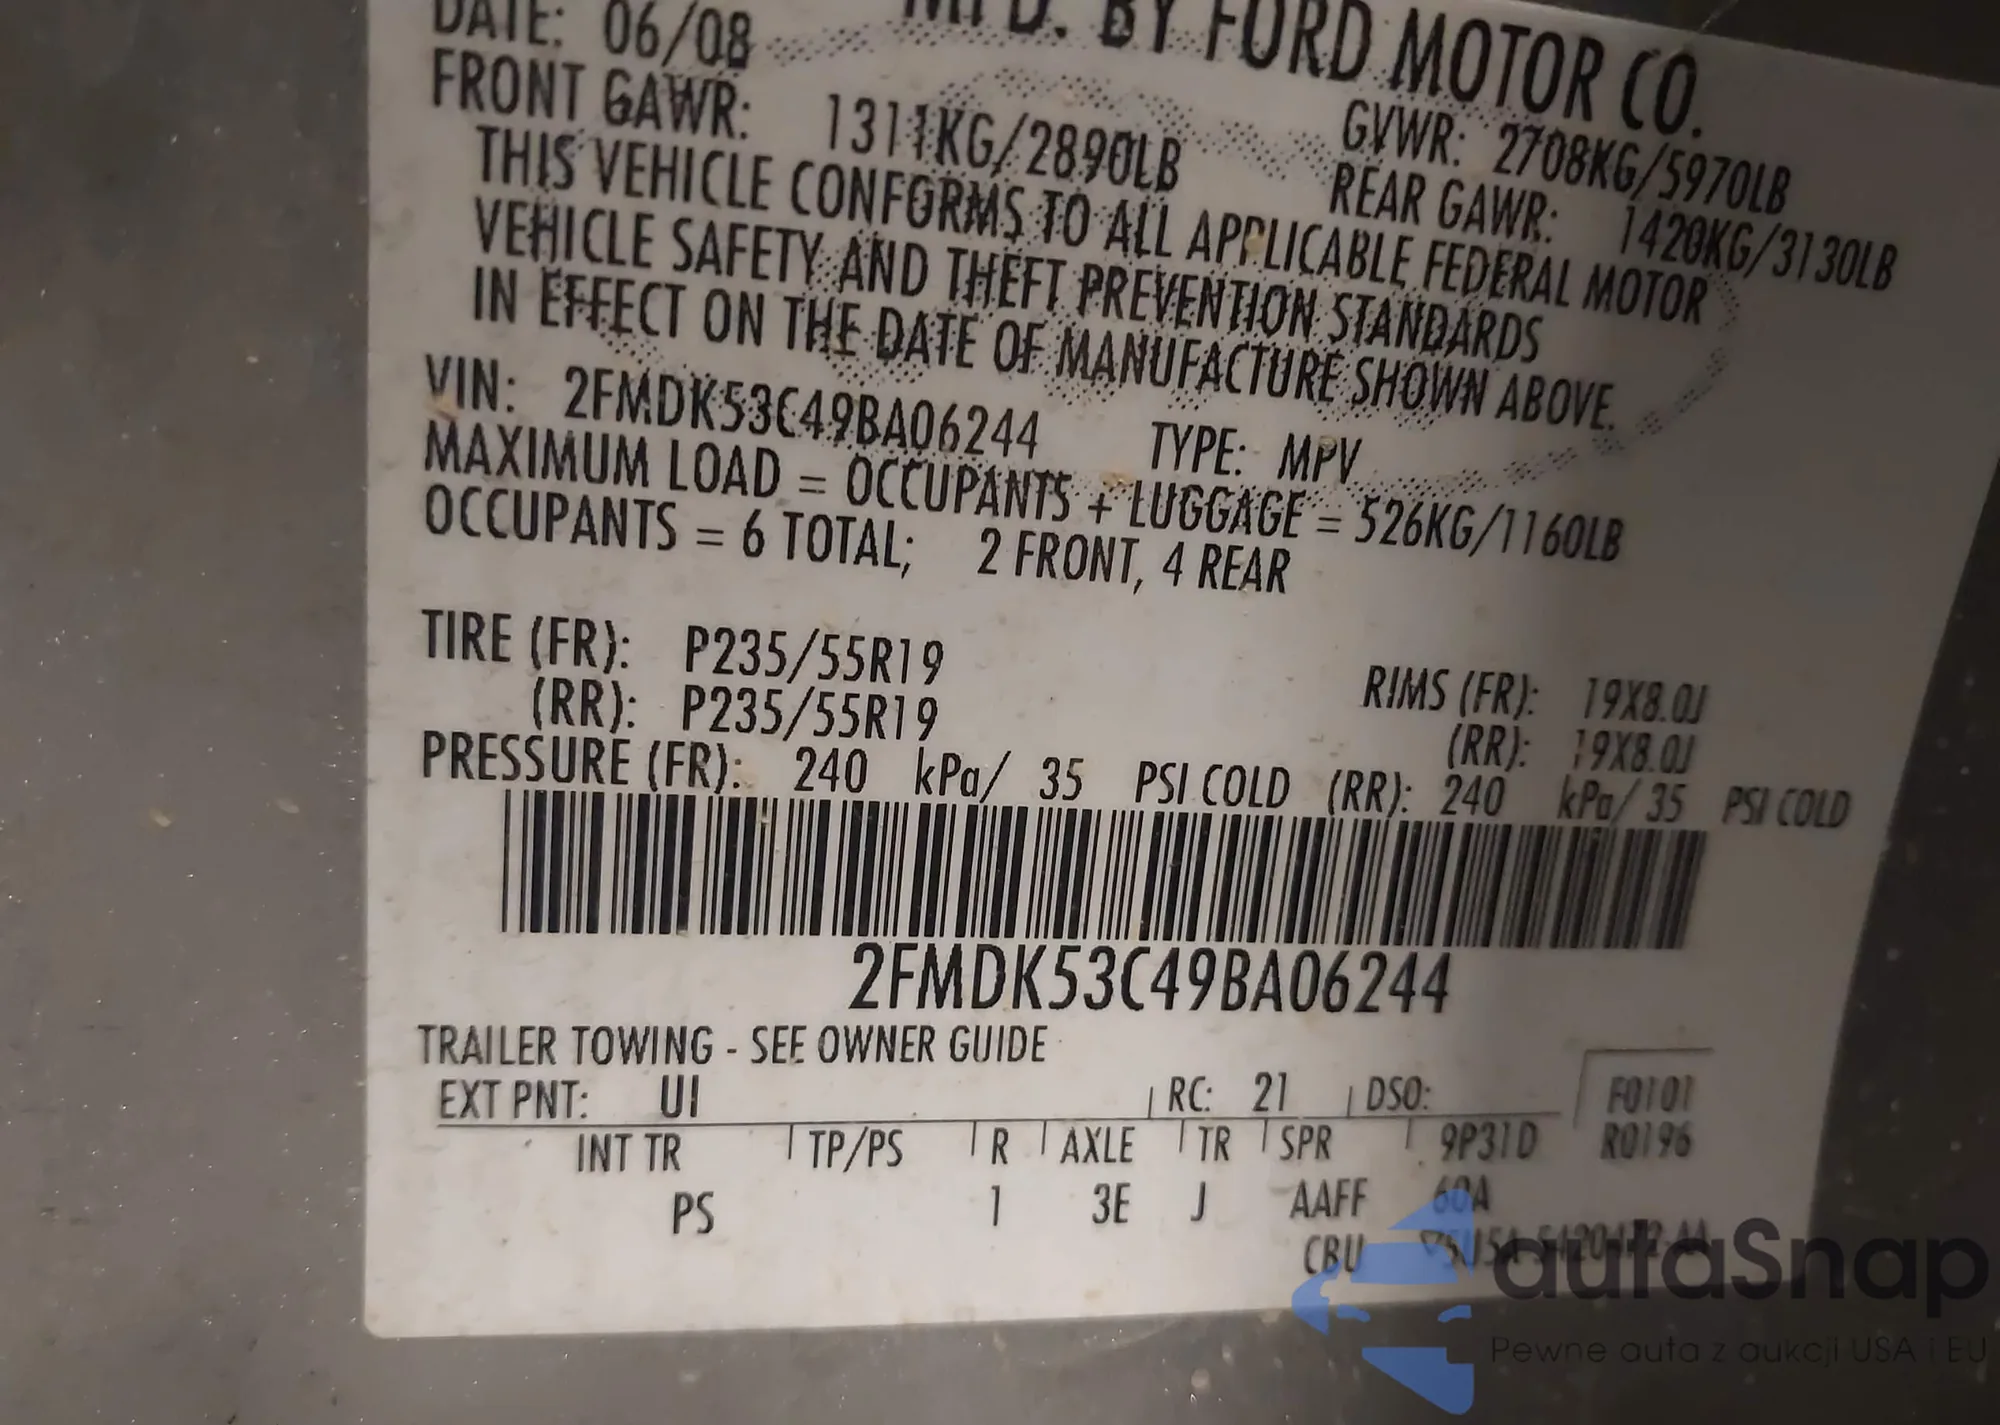 DATE: 06/08 MFD. BY FORD MOTOR CO.
FRONT GAWR: 1311KG/2890LB GVWR: 2708KG/5970LB
REAR GAWR: 1420KG/3130LB
THIS VEHICLE CONFORMS TO ALL APPLICABLE FEDERAL MOTOR
VEHICLE SAFETY AND THEFT PREVENTION STANDARDS
IN EFFECT ON THE DATE OF MANUFACTURE SHOWN ABOVE.
VIN: 2FMDK53C49BA06244 TYPE: MPV
MAXIMUM LOAD = OCCUPANTS + LUGGAGE = 526KG/1160LB
OCCUPANTS = 6 TOTAL; 2 FRONT, 4 REAR
TIRE (FR): P235/55R19 RIMS (FR): 19X8.0J
(RR): P235/55R19 (RR): 19X8.0J
PRESSURE (FR): 240 kPa/ 35 PSI COLD (RR): 240 kPa/ 35 PSI COLD
2FMDK53C49BA06244
TRAILER TOWING - SEE OWNER GUIDE
EXT PNT: UI RC: 21 DSO: F0101
INT TR TP/PS R AXLE TR SPR 9P31D R0196
PS 1 3E J AAFF 60A
CBU
autaSnap
Pewne auta z aukcji USA i EU